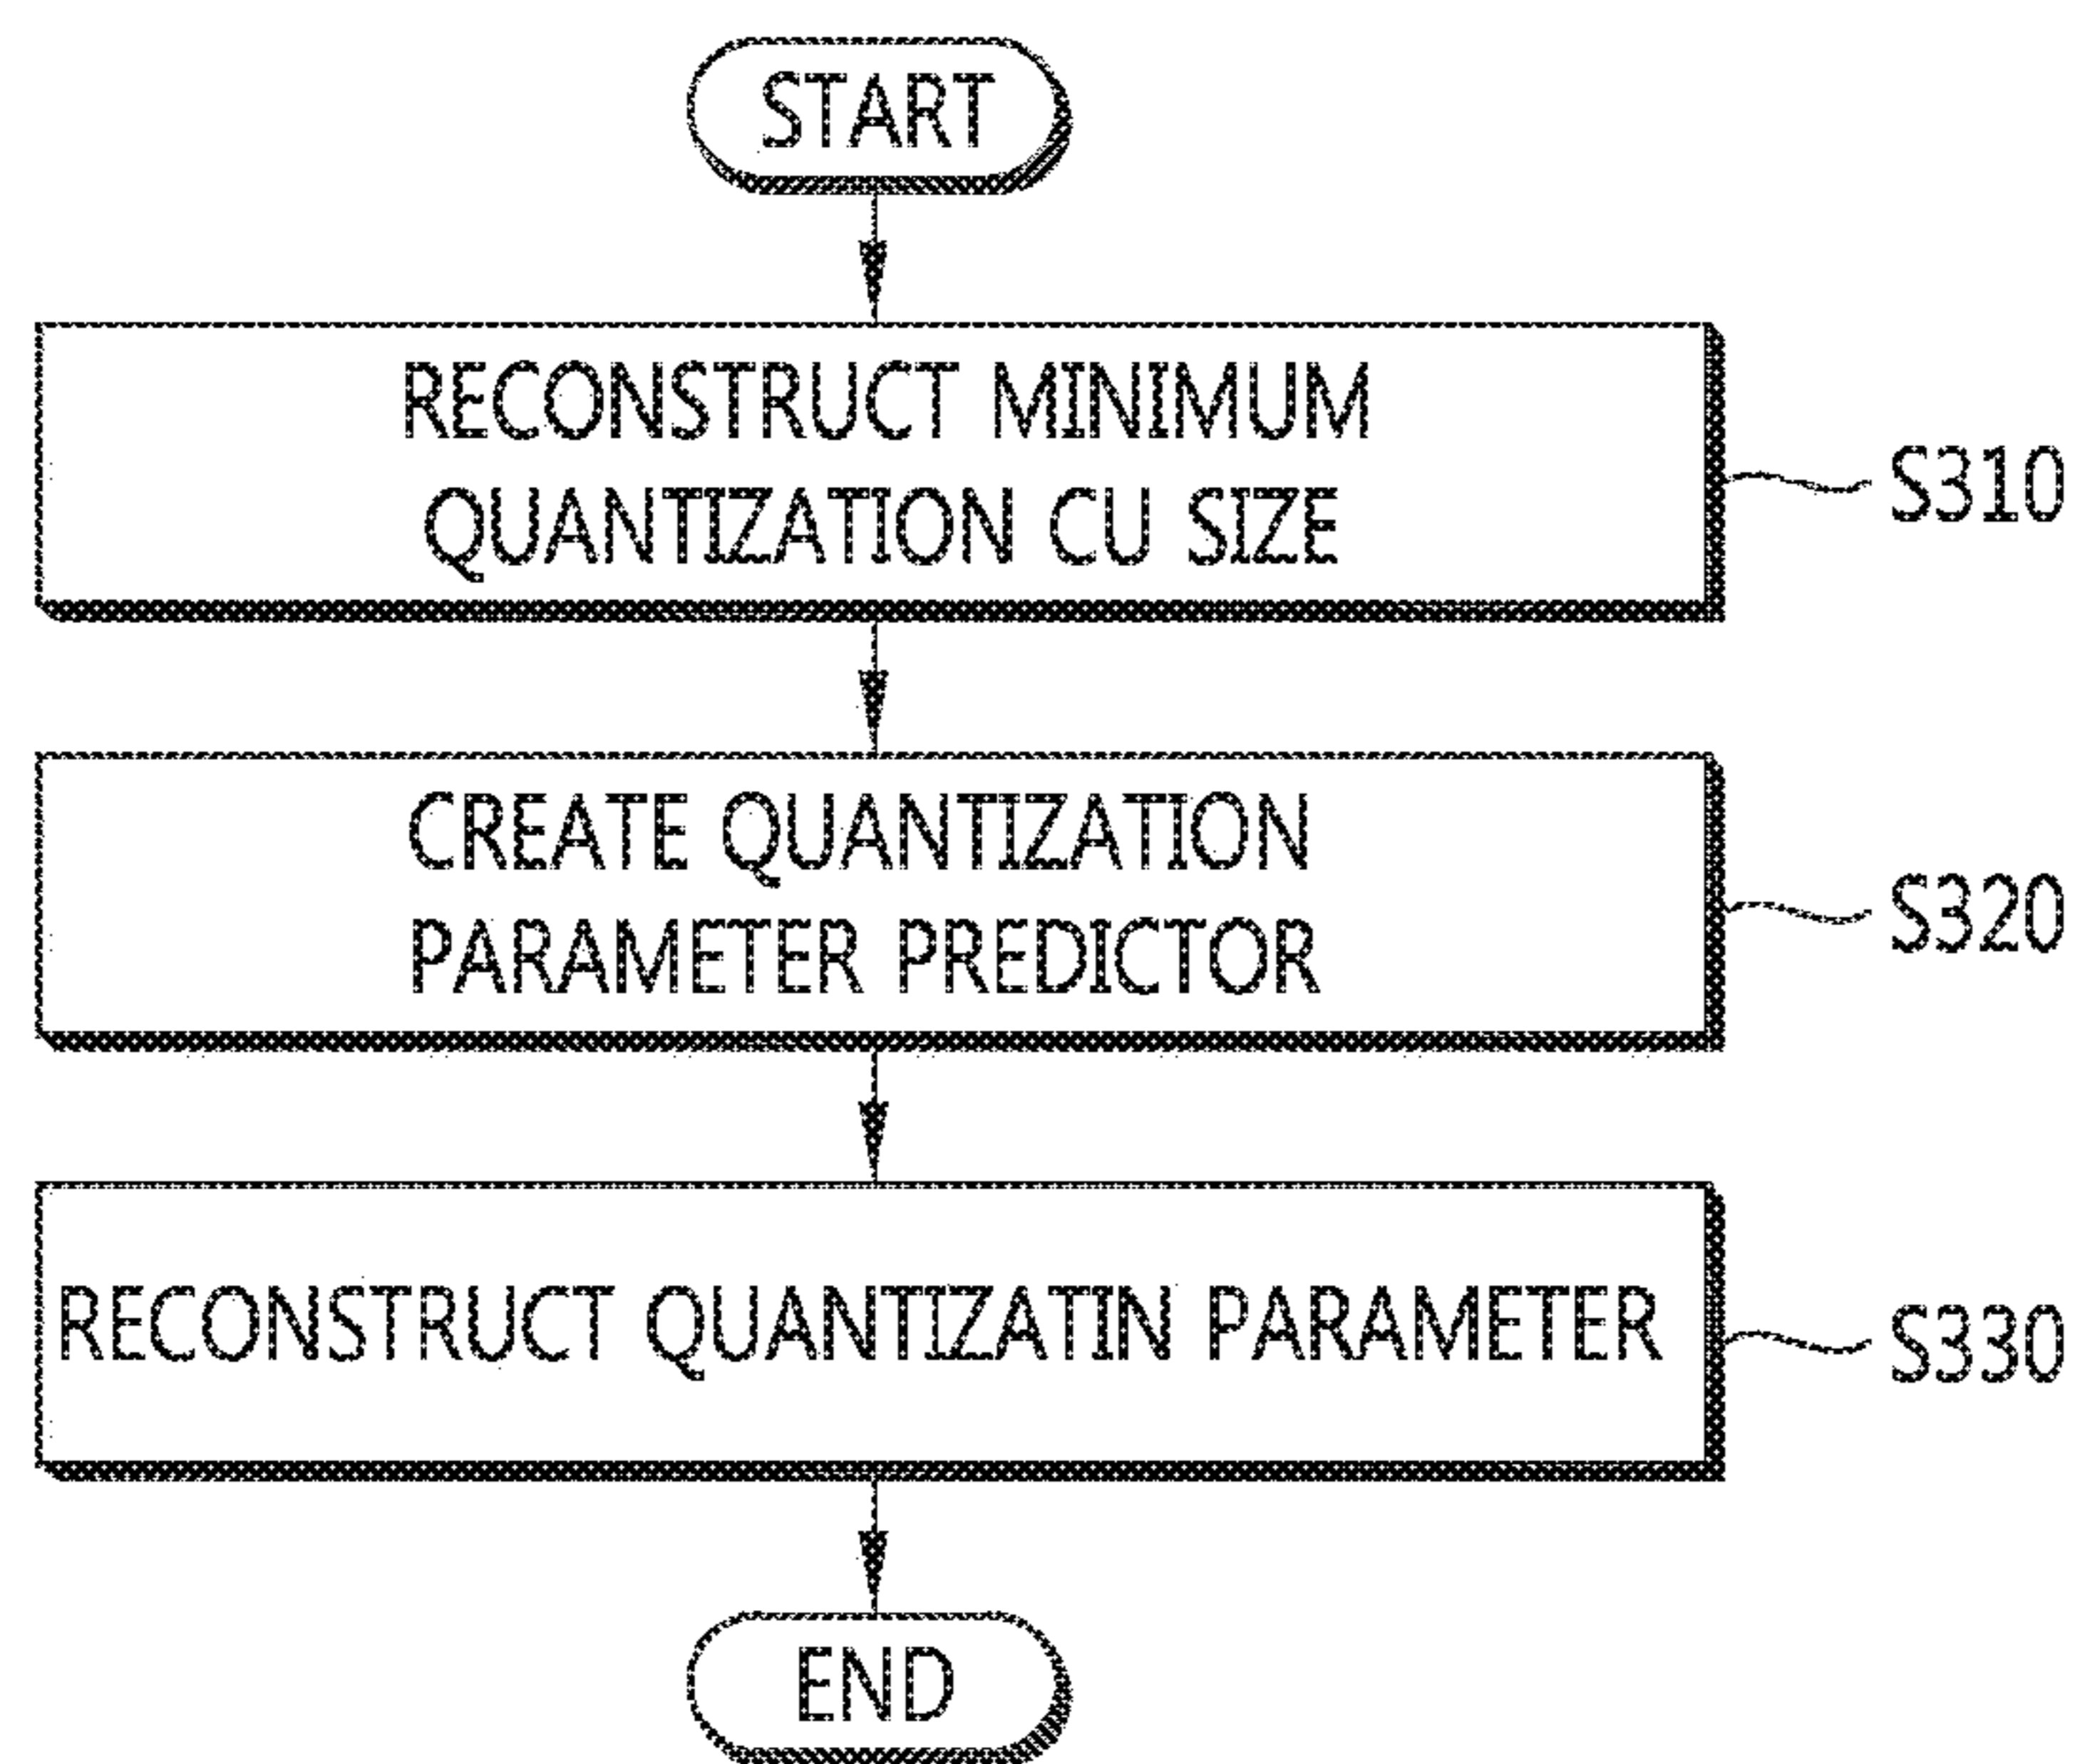 START
RECONSTRUCT MINIMUM
QUANTIZATION CU SIZE
S310
CREATE QUANTIZATION
PARAMETER PREDICTOR
S320
RECONSTRUCT QUANTIZATIN PARAMETER
S330
END